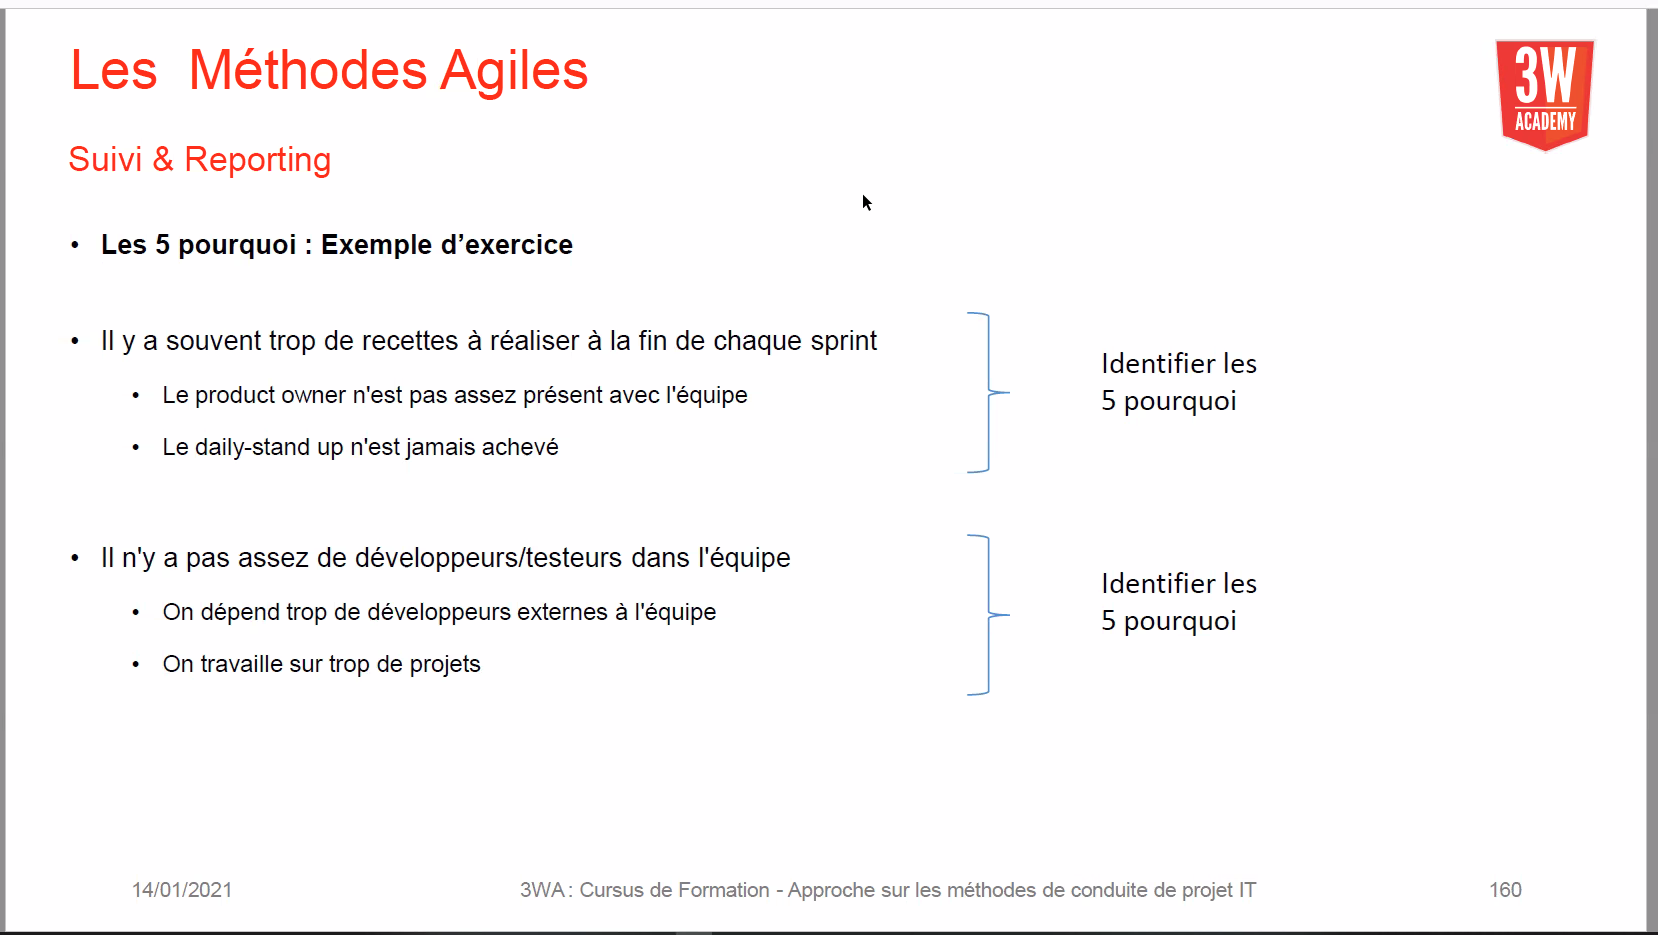 Les  Méthodes Agiles
3W
ACADEMY
Suivi & Reporting
• Les 5 pourquoi : Exemple d’exercice
• Il y a souvent trop de recettes à réaliser à la fin de chaque sprint
• Le product owner n'est pas assez présent avec l'équipe
• Le daily-stand up n'est jamais achevé
Identifier les
5 pourquoi
• Il n'y a pas assez de développeurs/testeurs dans l'équipe
• On dépend trop de développeurs externes à l'équipe
• On travaille sur trop de projets
Identifier les
5 pourquoi
14/01/2021
3WA : Cursus de Formation - Approche sur les méthodes de conduite de projet IT
160